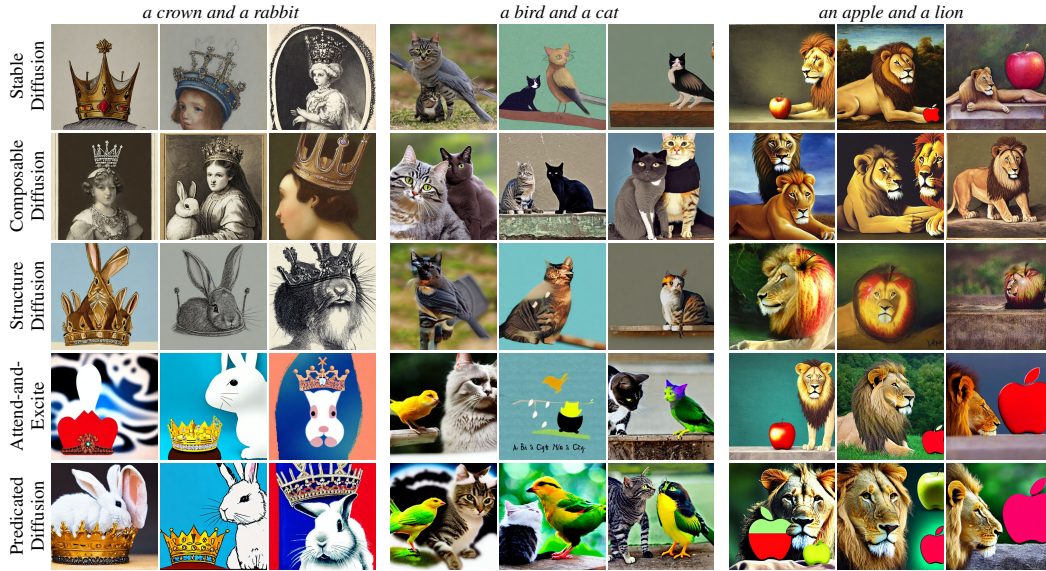 a crown and a rabbit
a bird and a cat
an apple and a lion
Stable
Diffusion
Composable
Diffusion
Structure
Diffusion
Attend-and-
Excite
Predicated
Diffusion